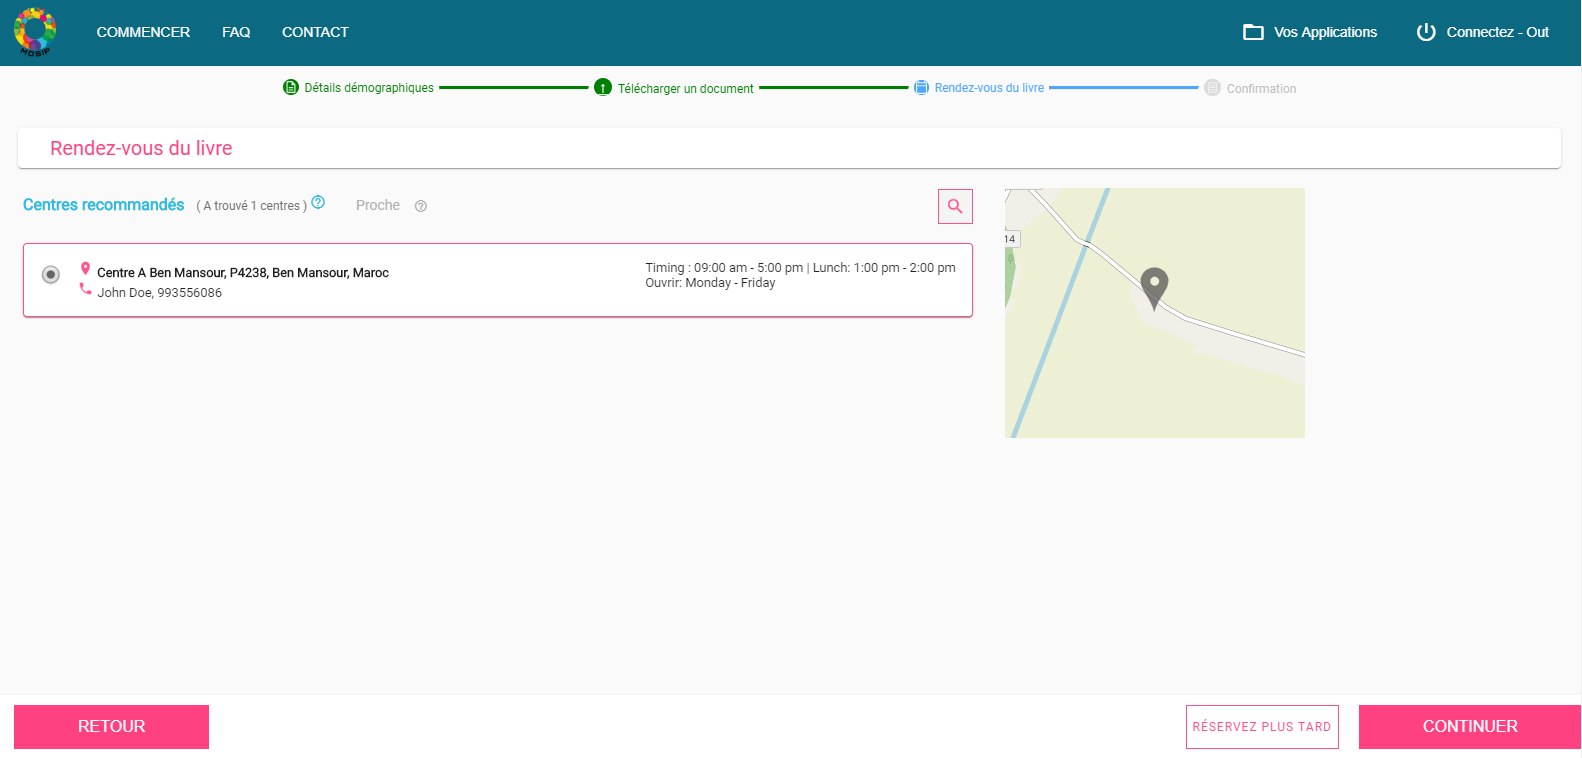 MOSIP
COMMENCER FAQ CONTACT Vos Applications Connectez - Out
Détails démographiques Télécharger un document Rendez-vous du livre Confirmation
Rendez-vous du livre
Centres recommandés ( A trouvé 1 centres ) Proche
Centre A Ben Mansour, P4238, Ben Mansour, Maroc
John Doe, 993556086
Timing : 09:00 am - 5:00 pm | Lunch: 1:00 pm - 2:00 pm
Ouvrir: Monday - Friday
14
RETOUR RÉSERVEZ PLUS TARD CONTINUER